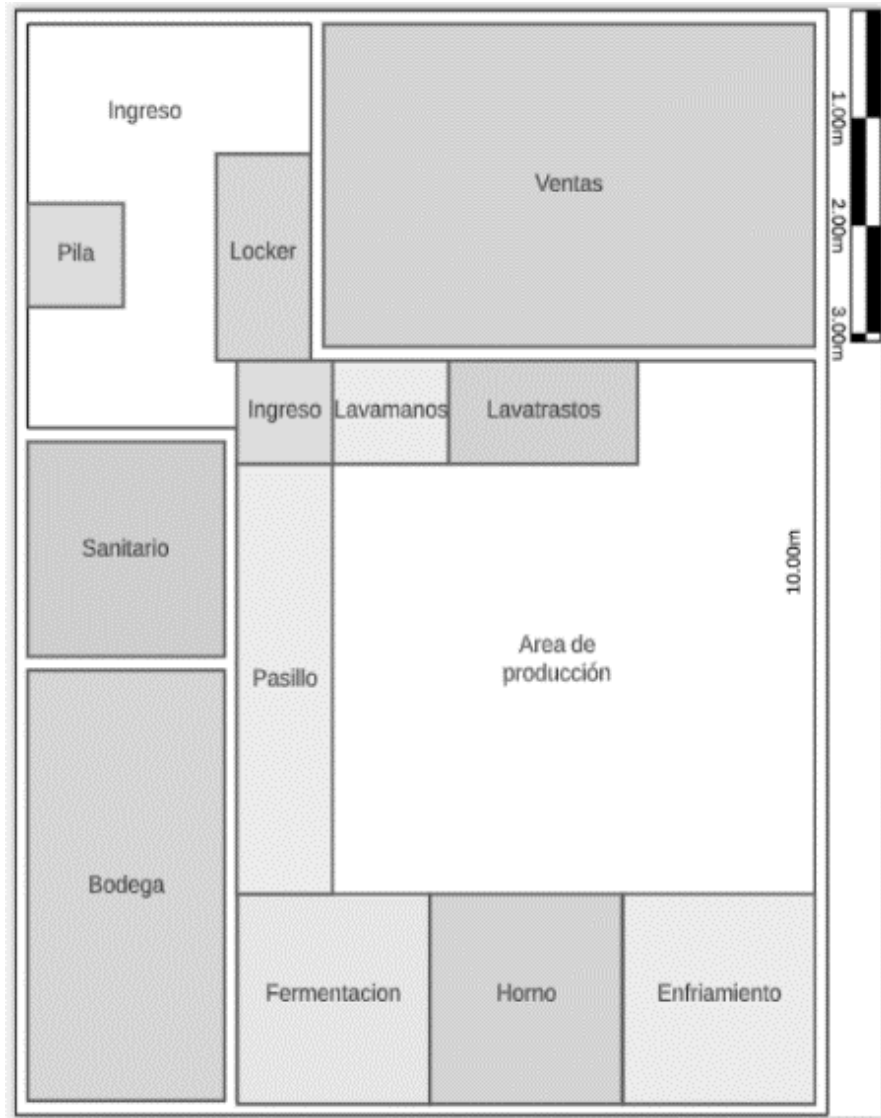 Ingreso
Ventas
1.00m
Pila
Locker
2.00m
3.00m
Ingreso
Lavamanos
Lavatrastos
Sanitario
10.00m
Area de
producción
Pasillo
Bodega
Fermentacion
Horno
Enfriamiento